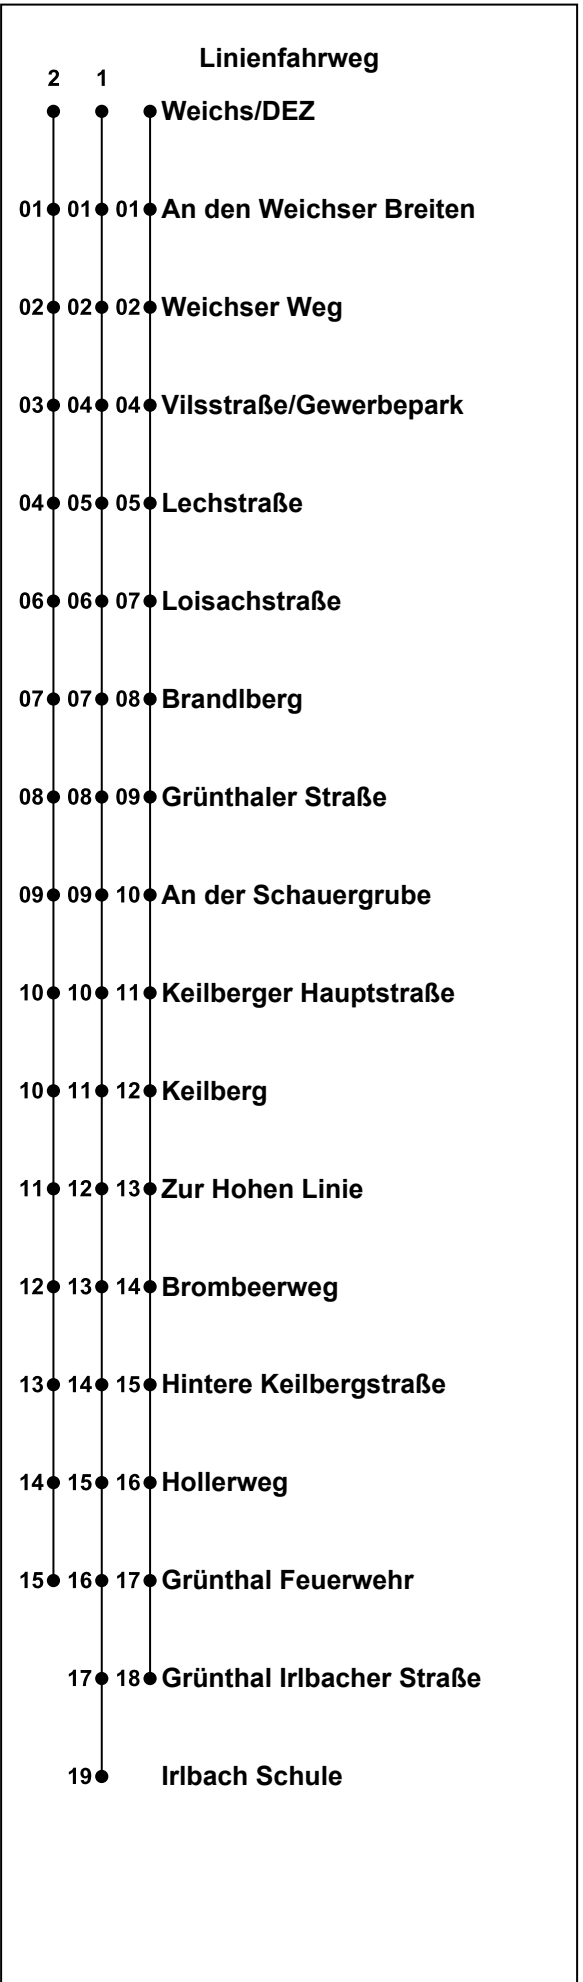 Linienfahrweg
2 1
Weichs/DEZ
01 01 01 An den Weichser Breiten
02 02 02 Weichser Weg
03 04 04 Vilsstraße/Gewerbepark
04 05 05 Lechstraße
06 06 07 Loisachstraße
07 07 08 Brandlberg
08 08 09 Grünthaler Straße
09 09 10 An der Schauergrube
10 10 11 Keilberger Hauptstraße
10 11 12 Keilberg
11 12 13 Zur Hohen Linie
12 13 14 Brombeerweg
13 14 15 Hintere Keilbergstraße
14 15 16 Hollerweg
15 16 17 Grünthal Feuerwehr
17 18 Grünthal Irlbacher Straße
19 Irlbach Schule